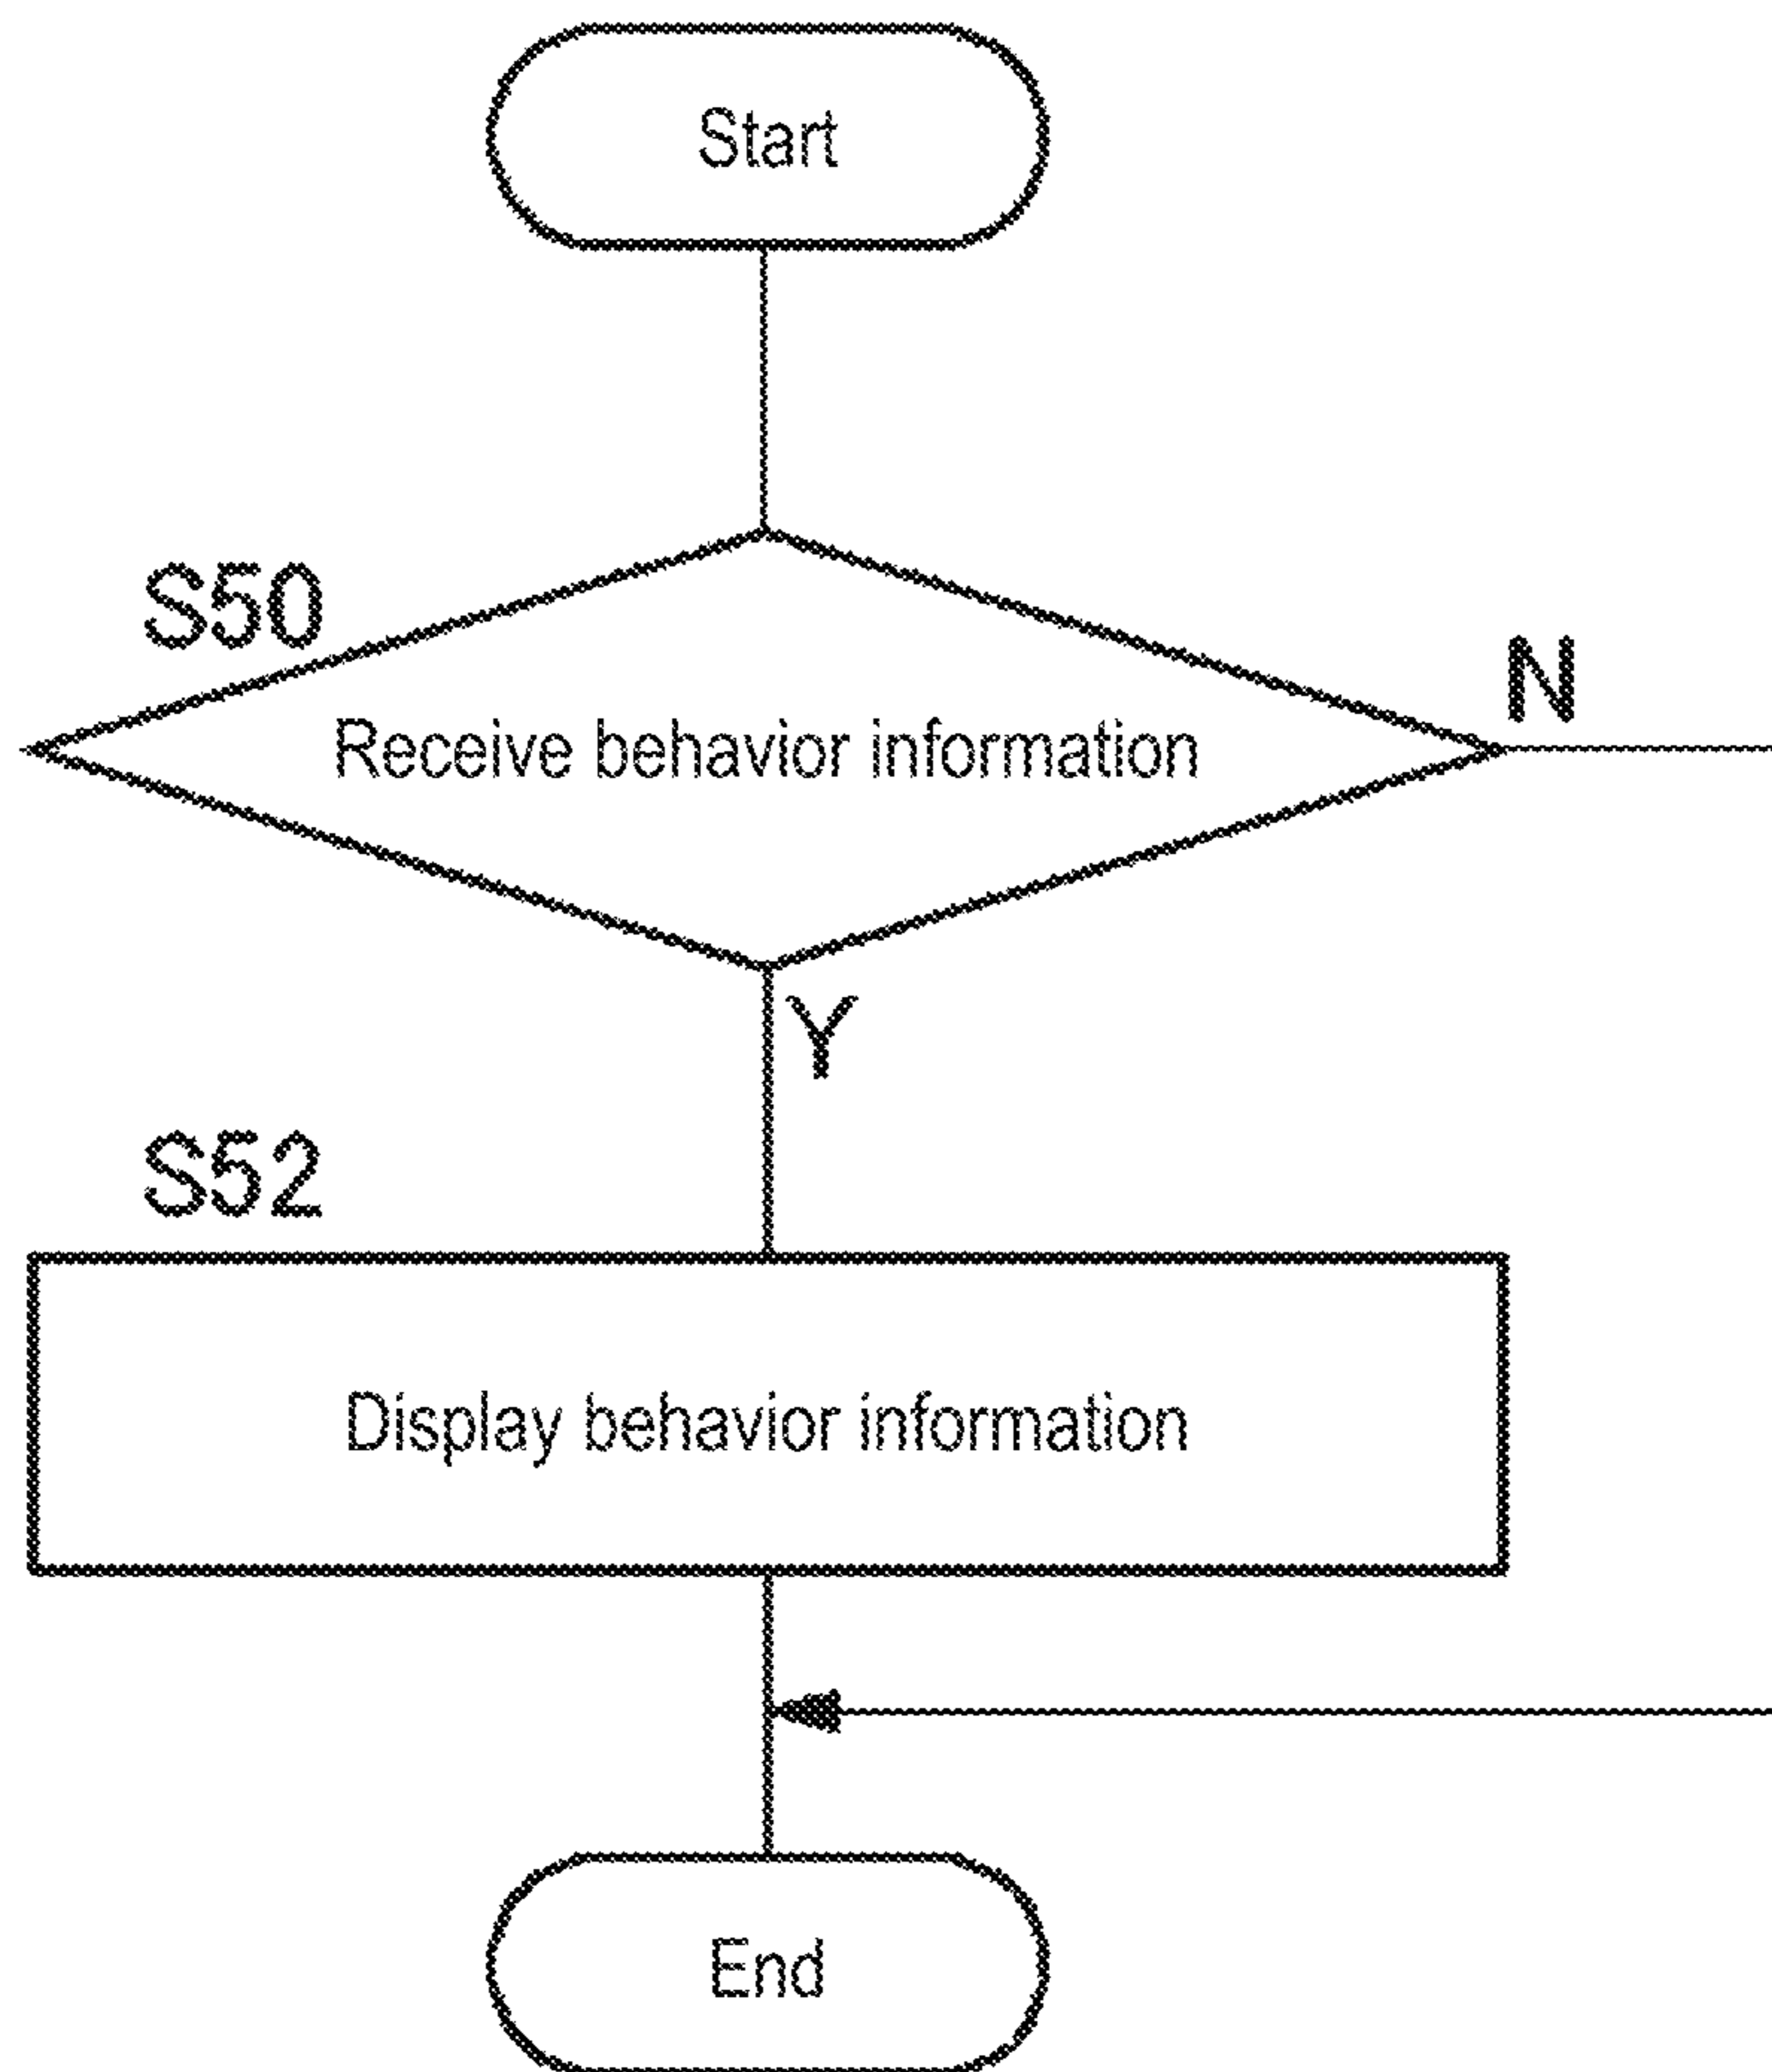 Start
S50
N
Receive behavior information
Y
S52
Display behavior information
End